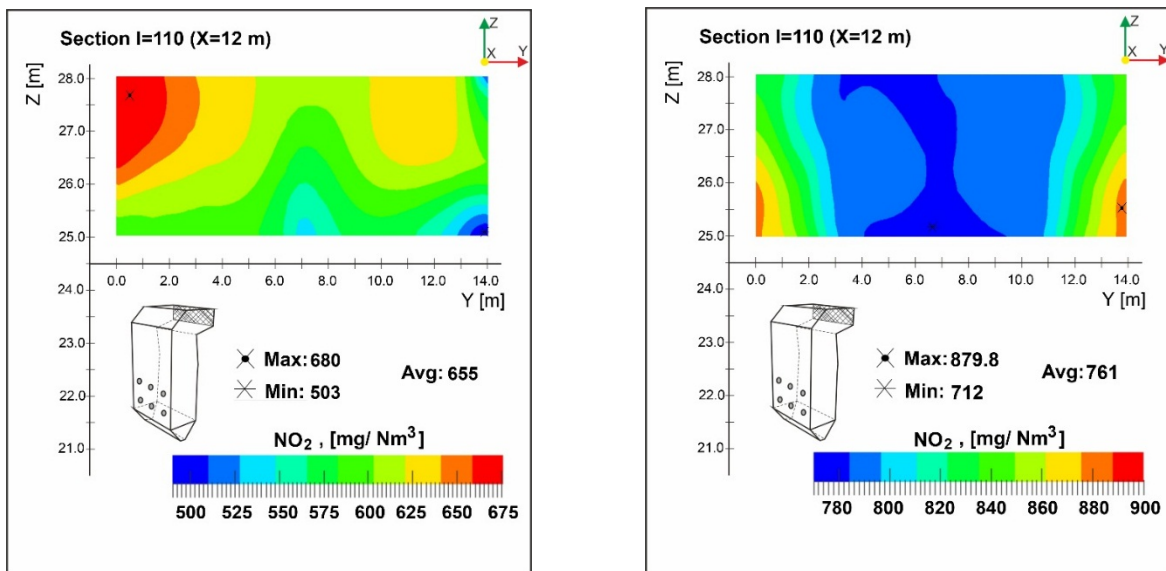 Section I=110 (X=12 m)
Z
X
Y
Z [m]
28.0
27.0
26.0
25.0
24.0
23.0
22.0
21.0
0.0 2.0 4.0 6.0 8.0 10.0 12.0 14.0
Y [m]
Max:680
Min: 503
Avg: 655
NO2 , [mg/ Nm3]
500 525 550 575 600 625 650 675
Section I=110 (X=12 m)
Z
X
Y
Z [m]
28.0
27.0
26.0
25.0
24.0
23.0
22.0
21.0
0.0 2.0 4.0 6.0 8.0 10.0 12.0 14.0
Y [m]
Max:879.8
Min: 712
Avg:761
NO2 , [mg/ Nm3]
780 800 820 840 860 880 900